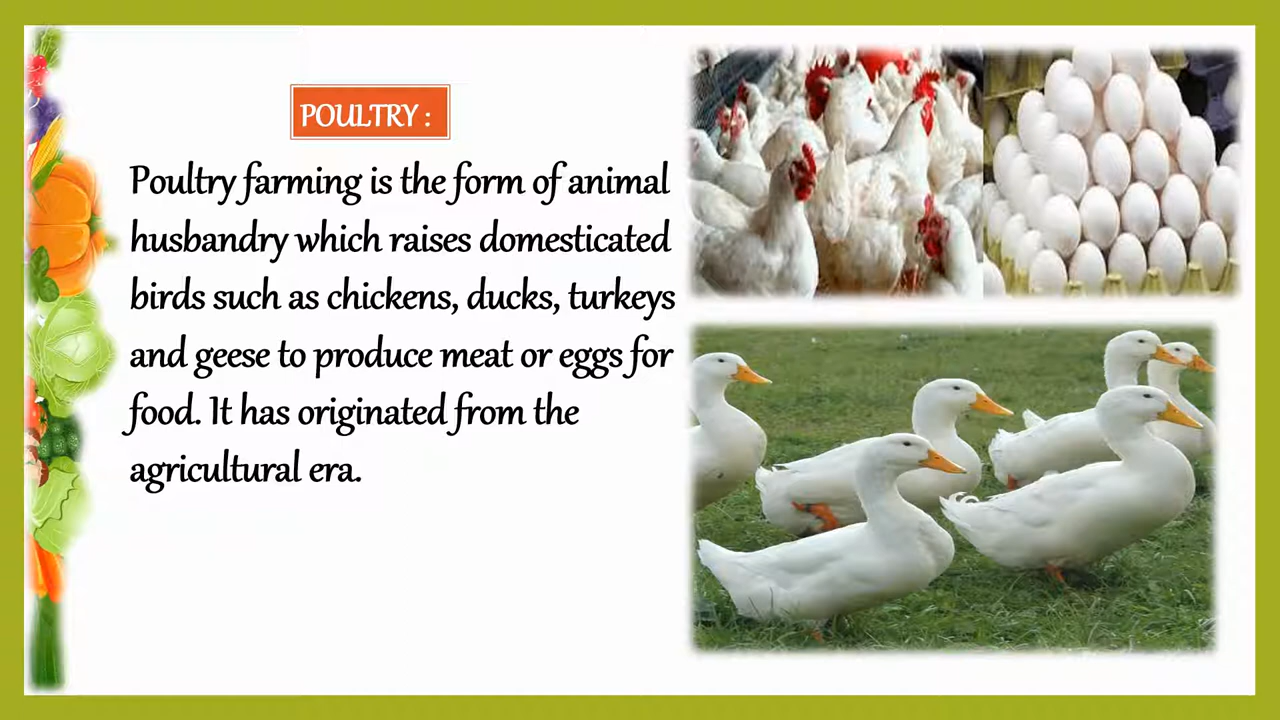 POULTRY :
Poultry farming is the form of animal
husbandry which raises domesticated
birds such as chickens, ducks, turkeys
and geese to produce meat or eggs for
food. It has originated from the
agricultural era.